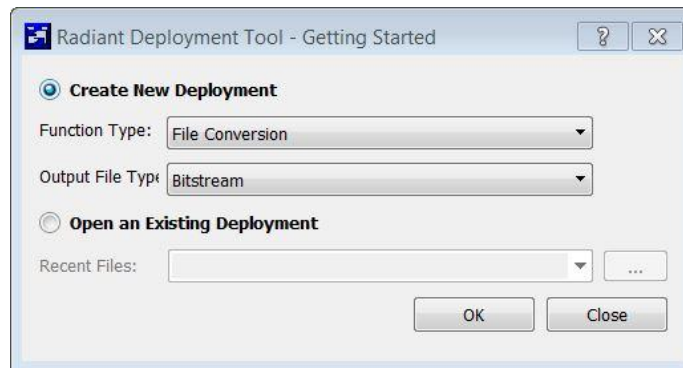 Radiant Deployment Tool - Getting Started
Create New Deployment
Function Type: File Conversion
Output File Type Bitstream
Open an Existing Deployment
Recent Files: ...
OK Close